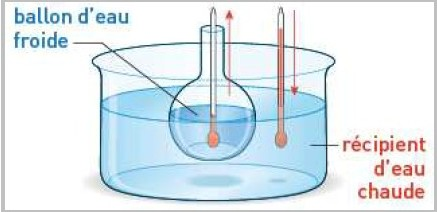 ballon d'eau
froide
récipient
d'eau
chaude